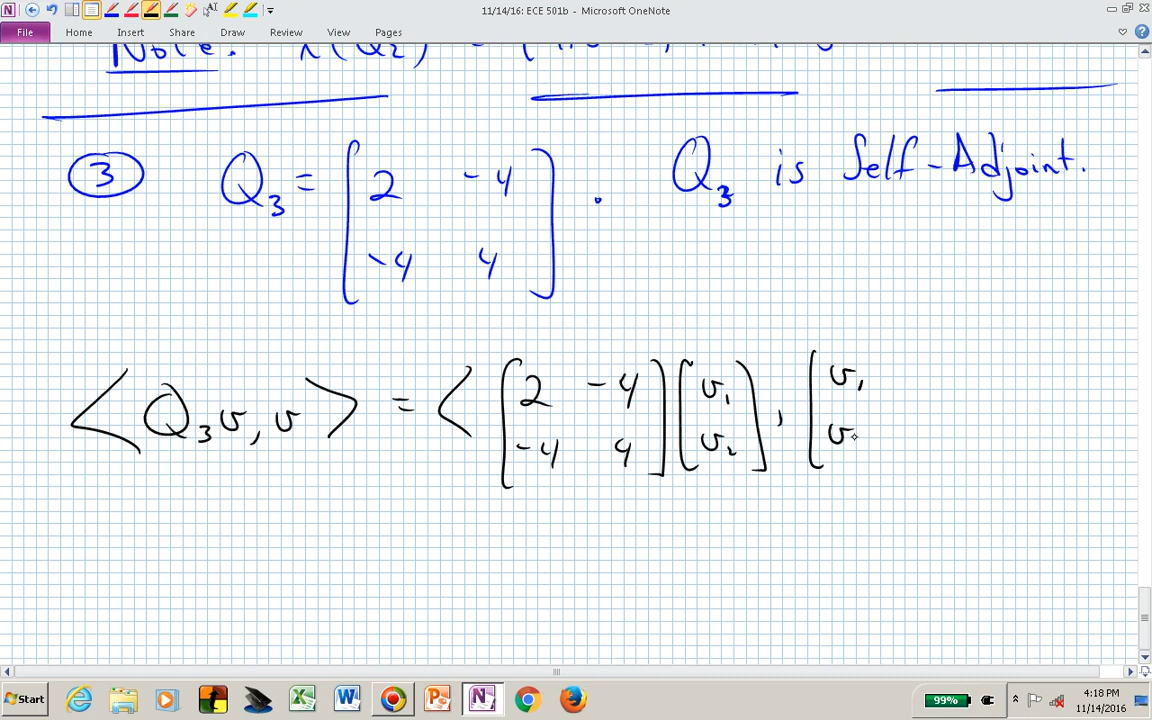 11/14/16: ECE 501b - Microsoft OneNote
File Home Insert Share Draw Review View Pages
Note:
3 Q3 = [ 2 -4 . Q3 is Self-Adjoint.
-4 4 ]
< Q3 v, v > = < [ 2 -4 [ v1 , [ v1
-4 4 ] v2 ] v
Start 99% 4:18 PM
11/14/2016